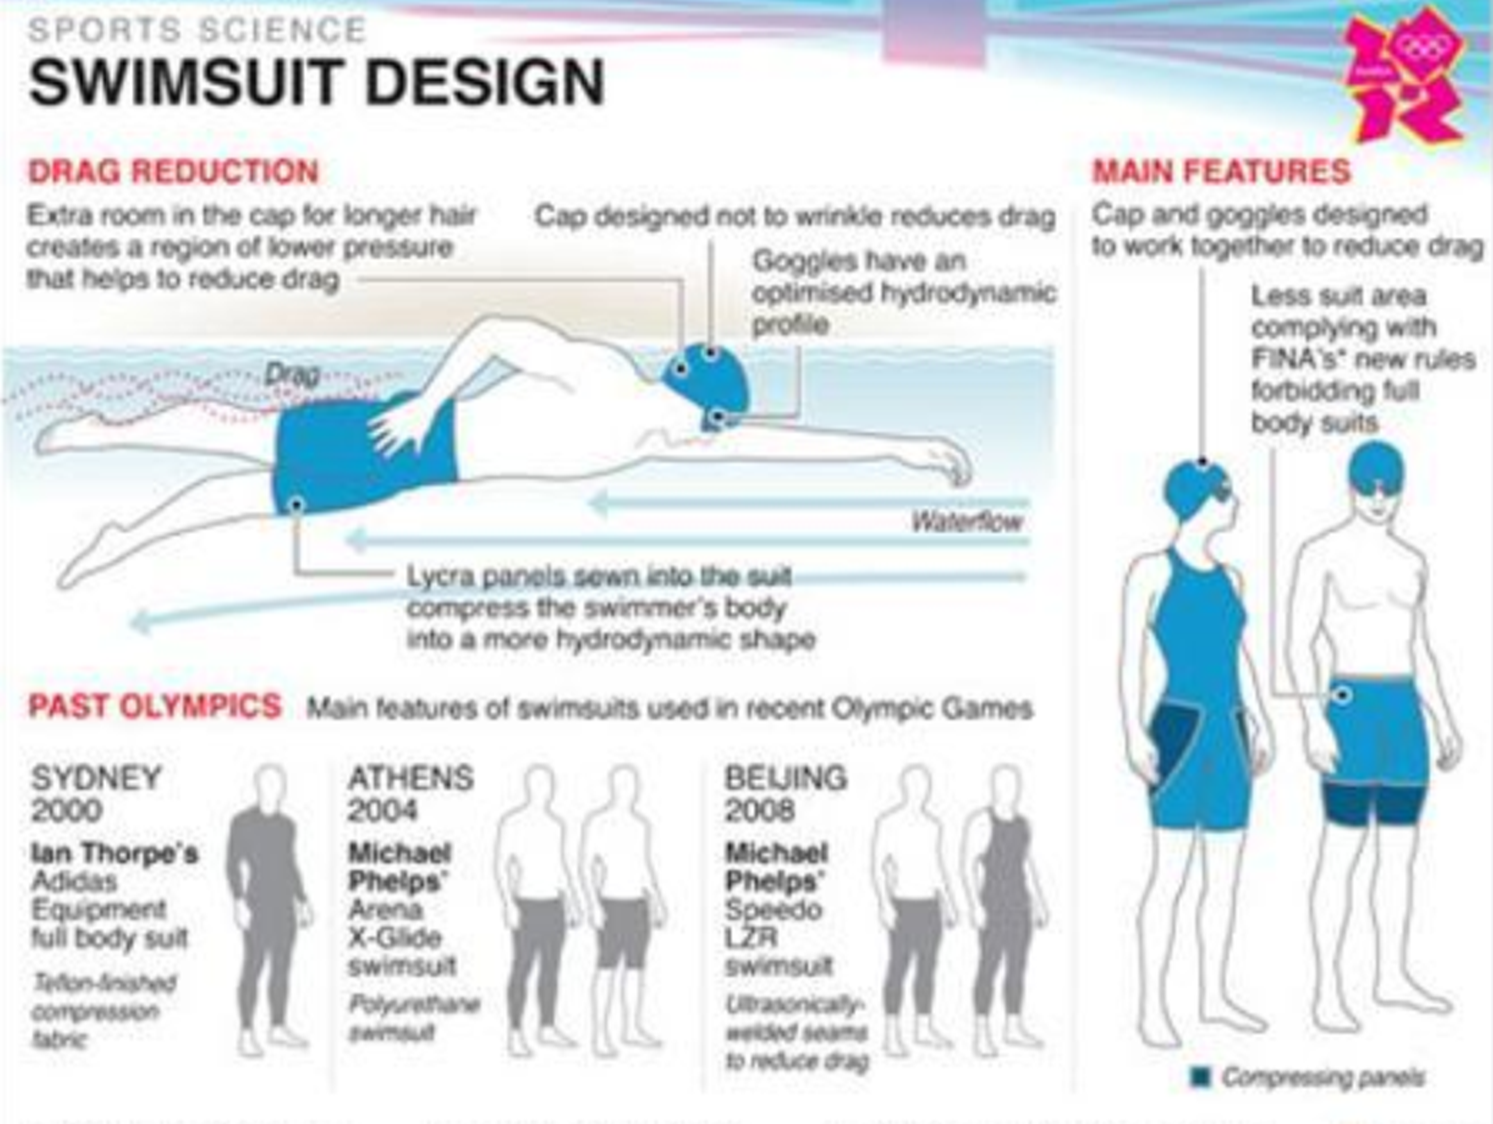 SPORTS SCIENCE
SWIMSUIT DESIGN
DRAG REDUCTION
Extra room in the cap for longer hair
creates a region of lower pressure
that helps to reduce drag
Cap designed not to wrinkle reduces drag
Goggles have an
optimised hydrodynamic
profile
Drag
Waterflow
Lycra panels sewn into the suit
compress the swimmer's body
into a more hydrodynamic shape
MAIN FEATURES
Cap and goggles designed
to work together to reduce drag
Less suit area
complying with
FINA's* new rules
forbidding full
body suits
Compressing panels
PAST OLYMPICS Main features of swimsuits used in recent Olympic Games
SYDNEY
2000
Ian Thorpe's
Adidas
Equipment
full body suit
Teflon-finished
compression
fabric
ATHENS
2004
Michael
Phelps'
Arena
X-Glide
swimsuit
Polyurethane
swimsuit
BEIJING
2008
Michael
Phelps'
Speedo
LZR
swimsuit
Ultrasonically-
welded seams
to reduce drag